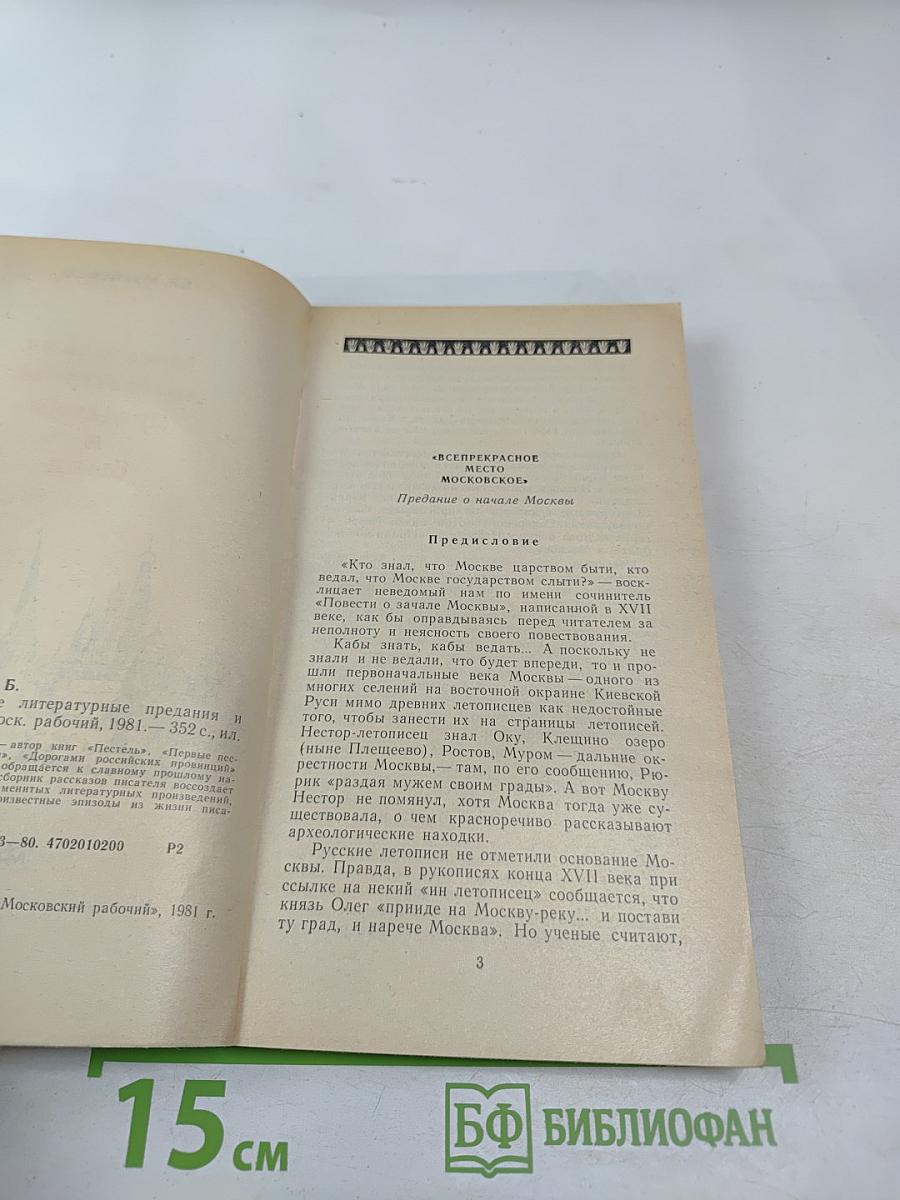 Б.
е литературные предания и
оск. рабочий, 1981.— 352 с., ил.
— автор книг «Пестель», «Первые пес-
», «Дорогами российских провинций»
обращается к славному прошлому на-
сборник рассказов писателя воссоздает
менитых литературных произведений,
оизвестные эпизоды из жизни писа-
3—80. 4702010200 Р2
Московский рабочий», 1981 г.
«ВСЕПРЕКРАСНОЕ
МЕСТО
МОСКОВСКОЕ»
Предание о начале Москвы
Предисловие
«Кто знал, что Москве царством быти, кто
ведал, что Москве государством слыти?» — воск-
лицает неведомый нам по имени сочинитель
«Повести о зачале Москвы», написанной в XVII
веке, как бы оправдываясь перед читателем за
неполноту и неясность своего повествования.
Кабы знать, кабы ведать... А поскольку не
знали и не ведали, что будет впереди, то и про-
шли первоначальные века Москвы — одного из
многих селений на восточной окраине Киевской
Руси мимо древних летописцев как недостойные
того, чтобы занести их на страницы летописей.
Нестор-летописец знал Оку, Клещино озеро
(ныне Плещеево), Ростов, Муром — дальние ок-
рестности Москвы,— там, по его сообщению, Рю-
рик «раздая мужем своим грады». А вот Москву
Нестор не помянул, хотя Москва тогда уже су-
ществовала, о чем красноречиво рассказывают
археологические находки.
Русские летописи не отметили основание Мо-
сквы. Правда, в рукописях конца XVII века при
ссылке на некий «ин летописец» сообщается, что
князь Олег «прииде на Москву-реку... и постави
ту град, и нарече Москва». Но ученые считают,
3
15 см
БФ БИБЛИОФАН